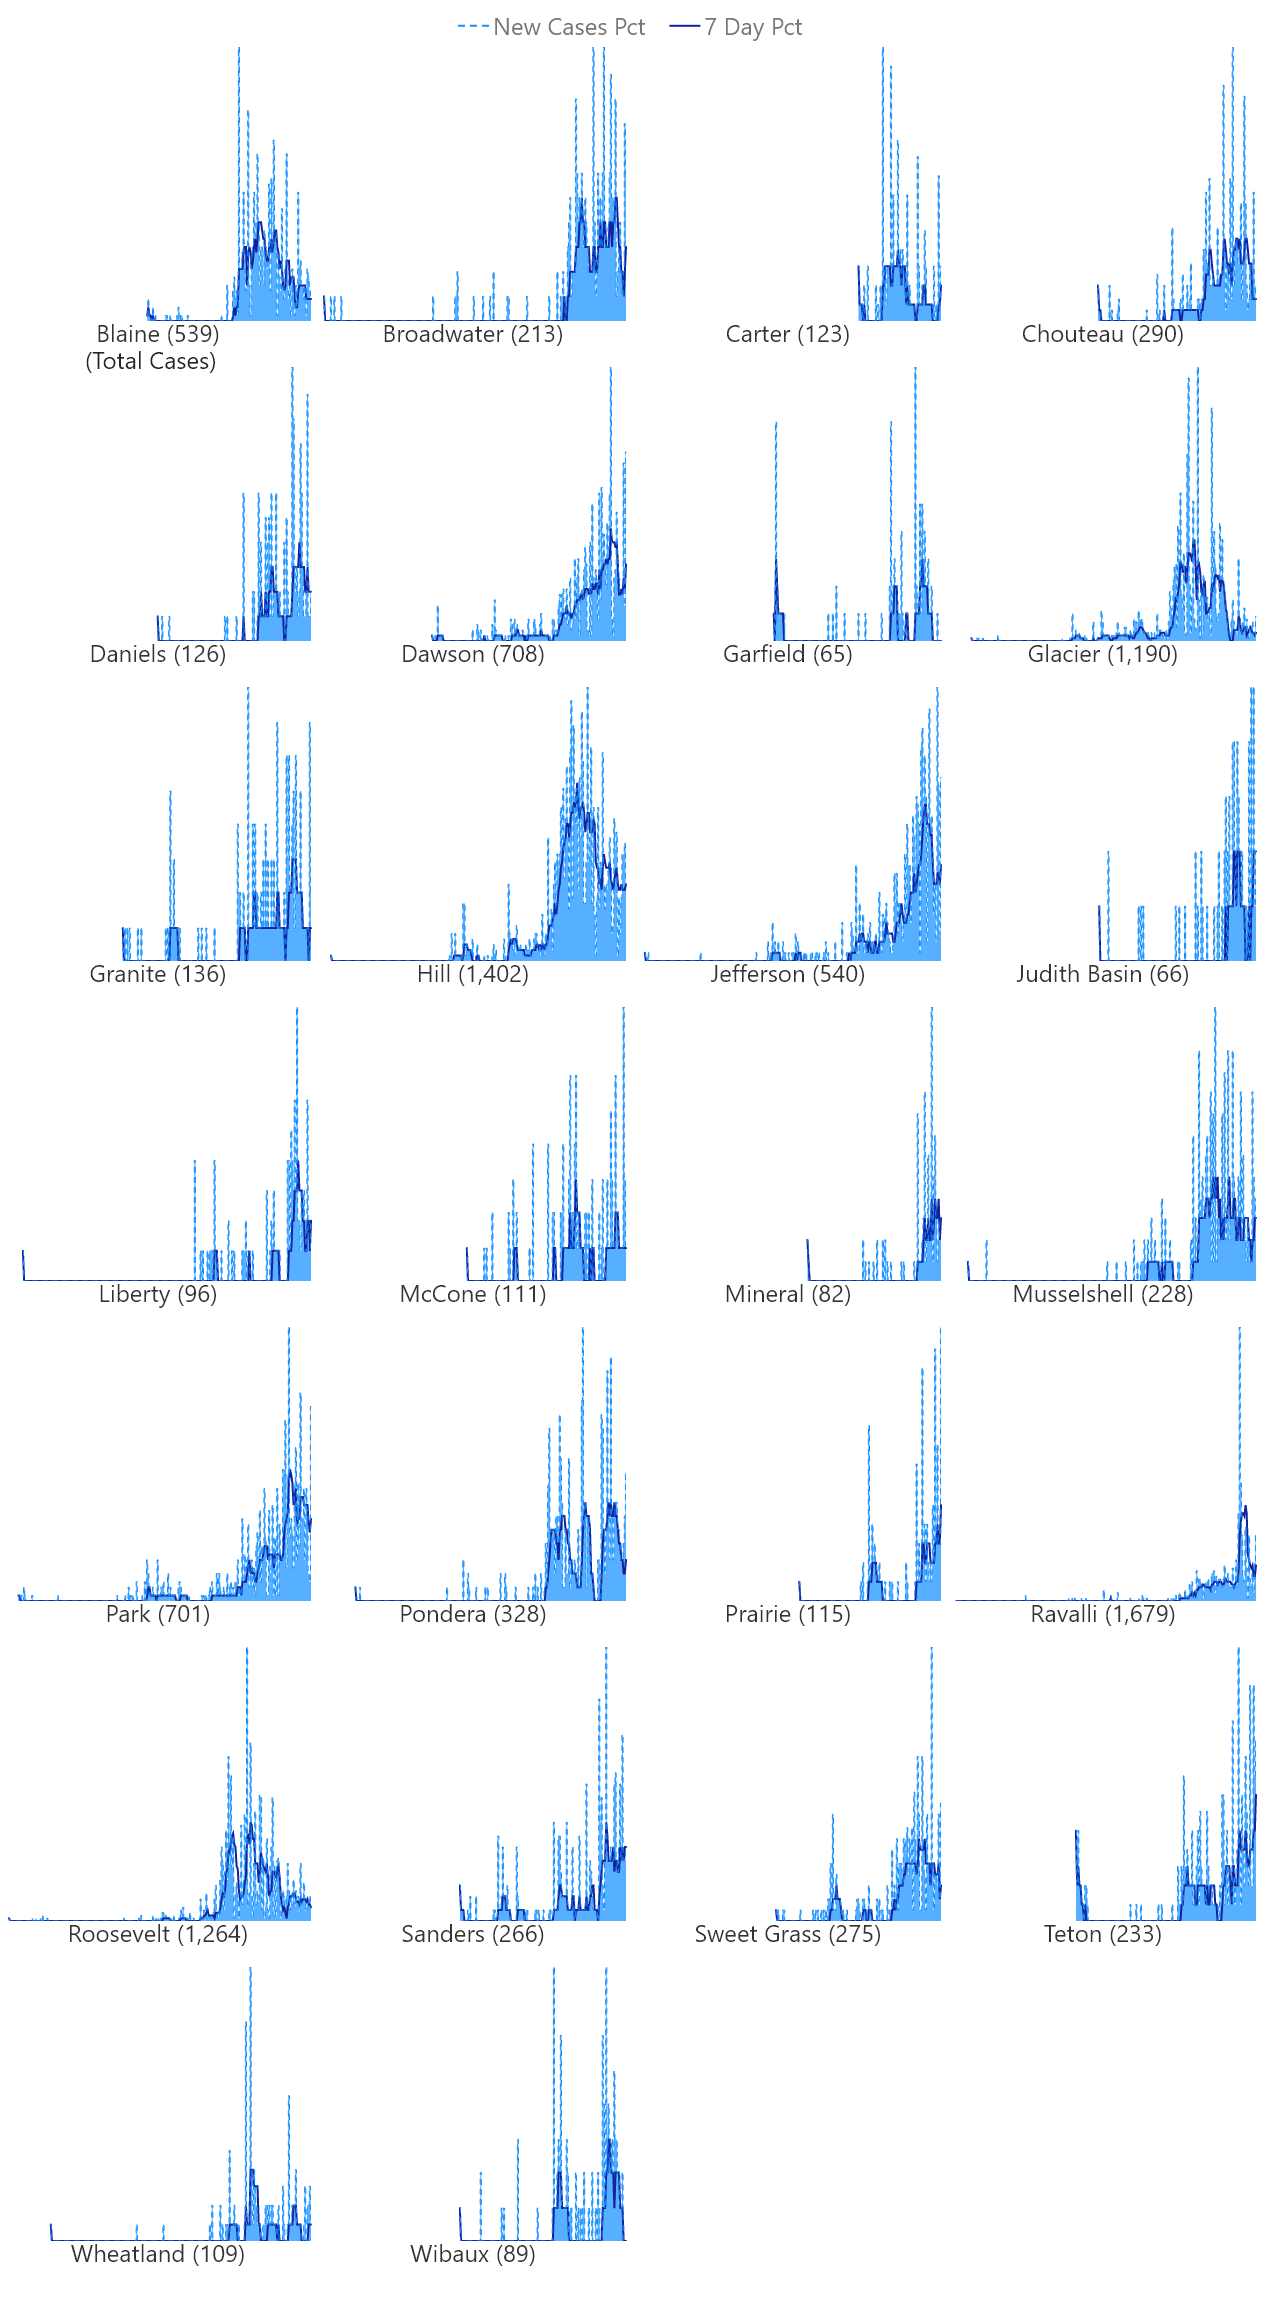 New Cases Pct 7 Day Pct
Blaine (539) Broadwater (213) Carter (123) Chouteau (290)
(Total Cases)
Daniels (126) Dawson (708) Garfield (65) Glacier (1,190)
Granite (136) Hill (1,402) Jefferson (540) Judith Basin (66)
Liberty (96) McCone (111) Mineral (82) Musselshell (228)
Park (701) Pondera (328) Prairie (115) Ravalli (1,679)
Roosevelt (1,264) Sanders (266) Sweet Grass (275) Teton (233)
Wheatland (109) Wibaux (89)